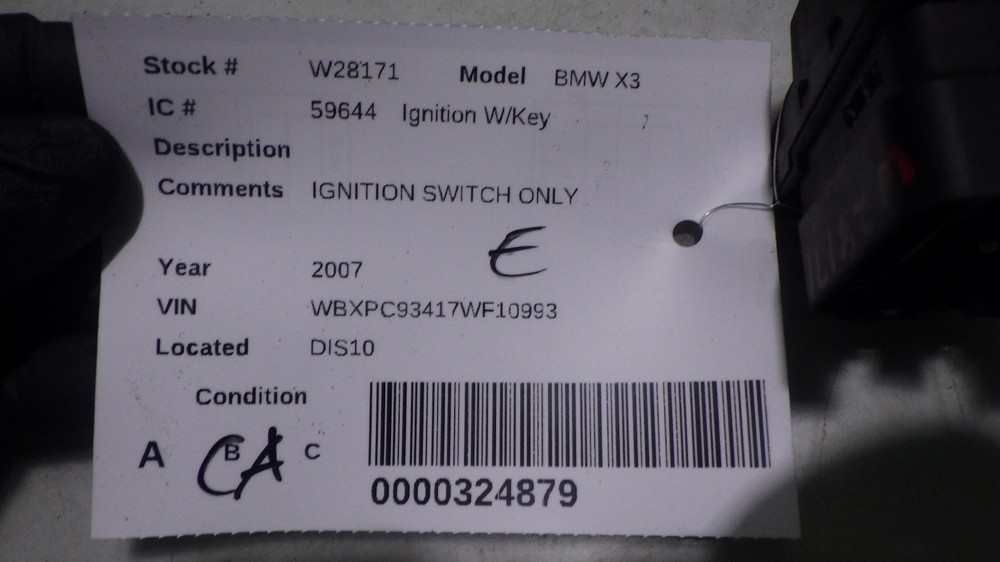 Stock # W28171 Model BMW X3
IC # 59644 Ignition W/Key
Description
Comments IGNITION SWITCH ONLY
E
Year 2007
VIN WBXPC93417WF10993
Located DIS10
Condition
A B C
CA
0000324879